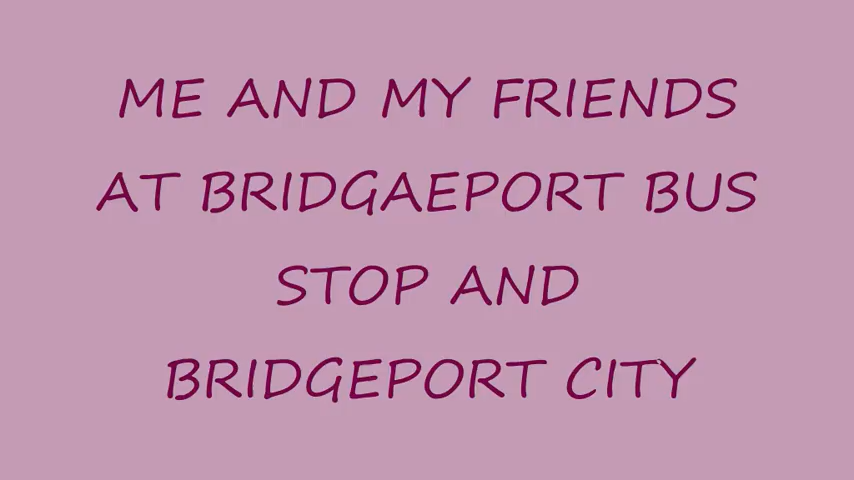 ME AND MY FRIENDS
AT BRIDGAEPORT BUS
STOP AND
BRIDGEPORT CITY